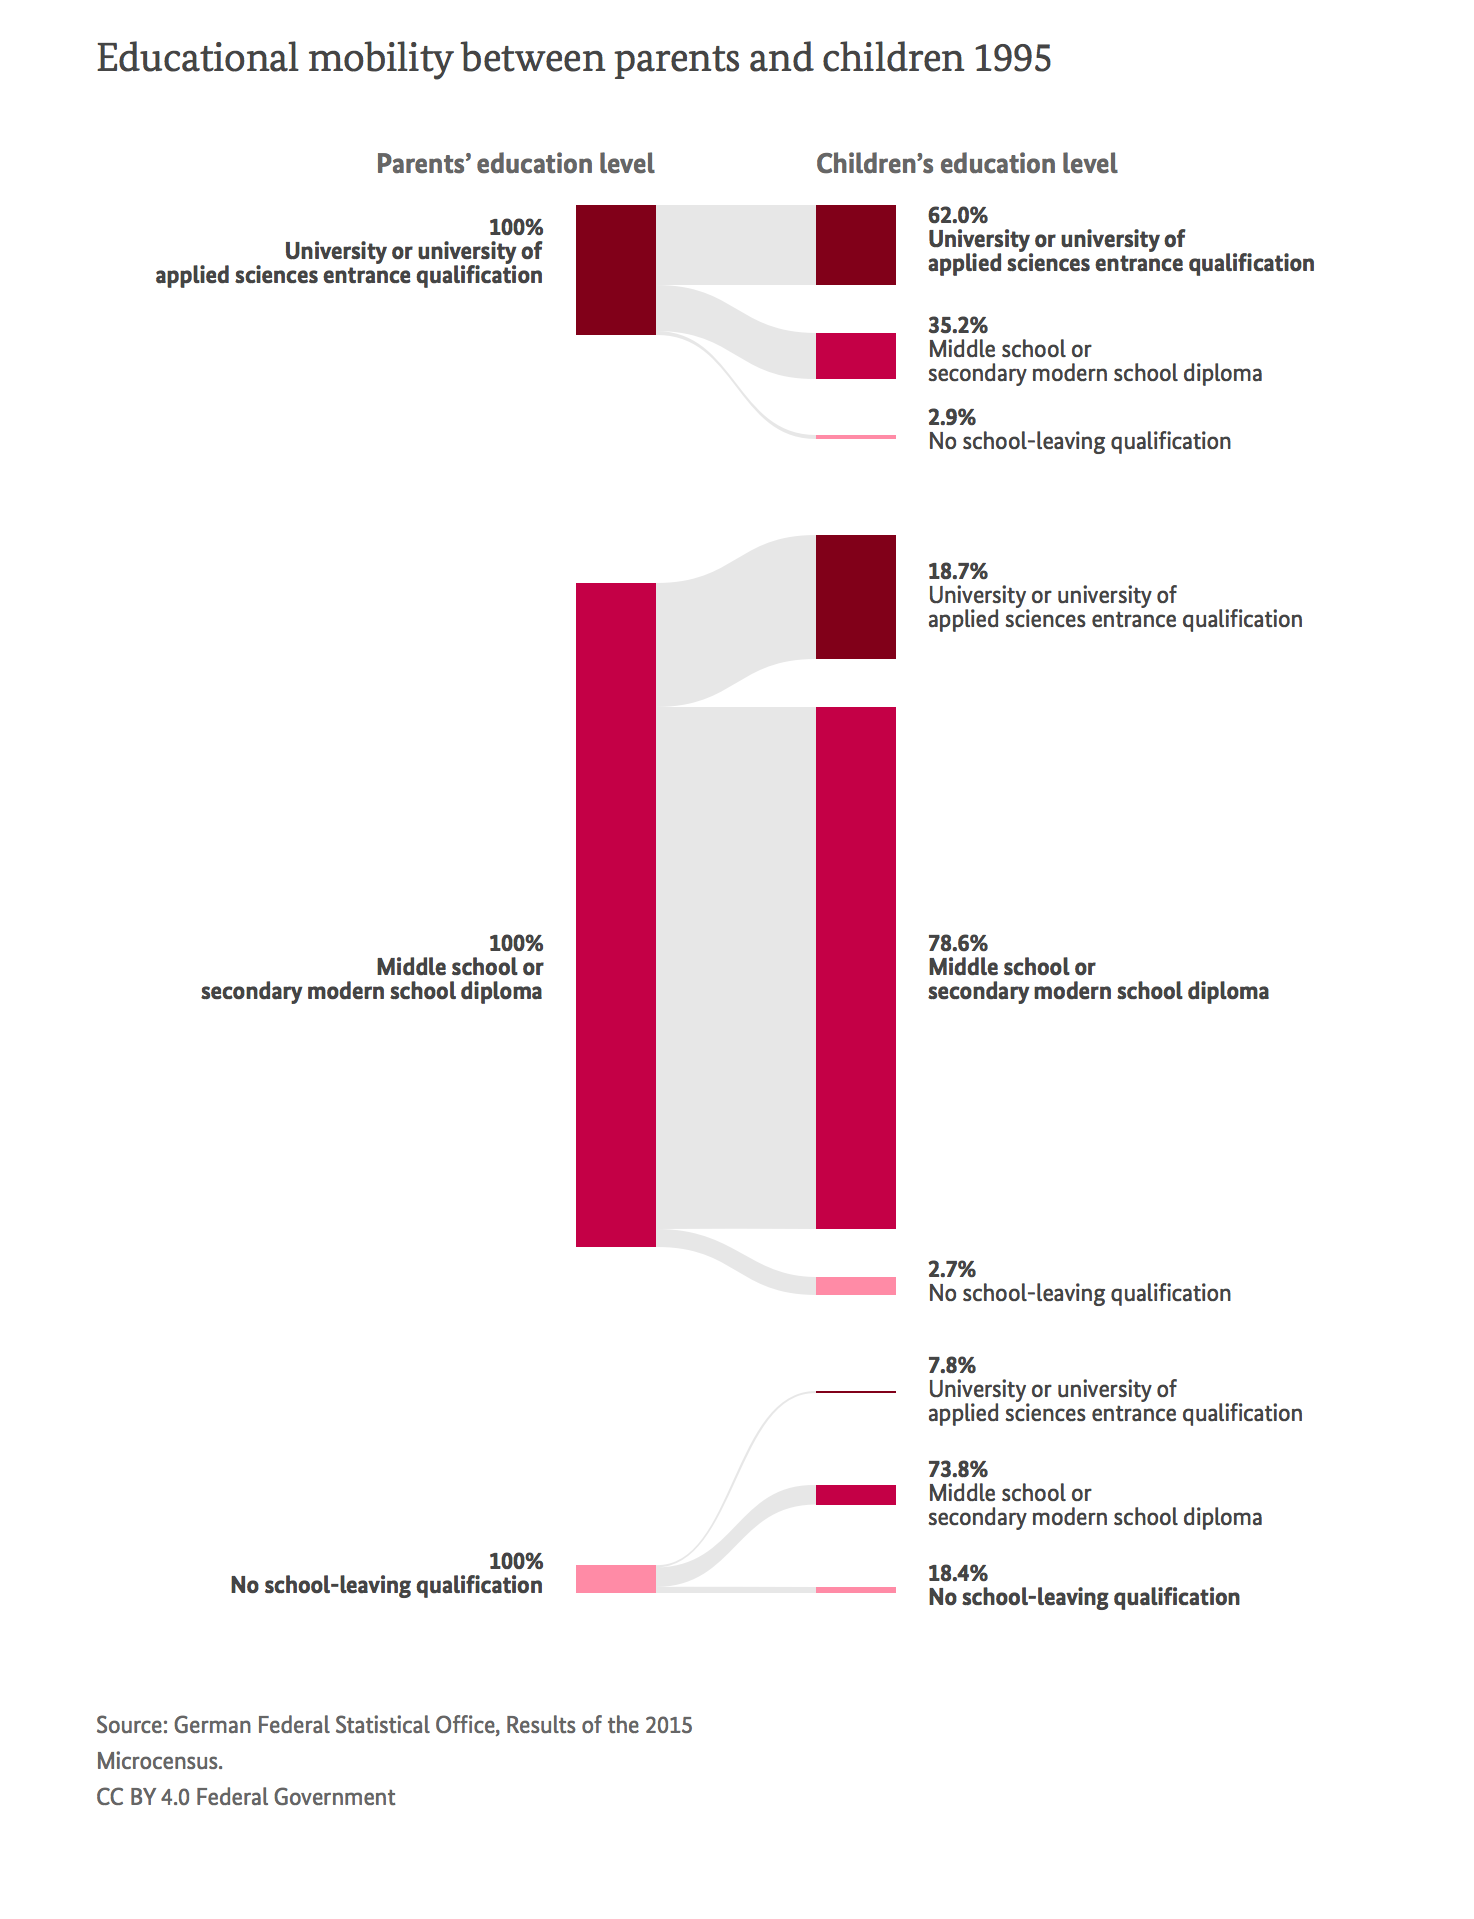 Educational mobility between parents and children 1995
Parents’ education level
Children’s education level
100%
University or university of
applied sciences entrance qualification
62.0%
University or university of
applied sciences entrance qualification
35.2%
Middle school or
secondary modern school diploma
2.9%
No school-leaving qualification
100%
Middle school or
secondary modern school diploma
18.7%
University or university of
applied sciences entrance qualification
78.6%
Middle school or
secondary modern school diploma
2.7%
No school-leaving qualification
100%
No school-leaving qualification
7.8%
University or university of
applied sciences entrance qualification
73.8%
Middle school or
secondary modern school diploma
18.4%
No school-leaving qualification
Source: German Federal Statistical Office, Results of the 2015
Microcensus.
CC BY 4.0 Federal Government